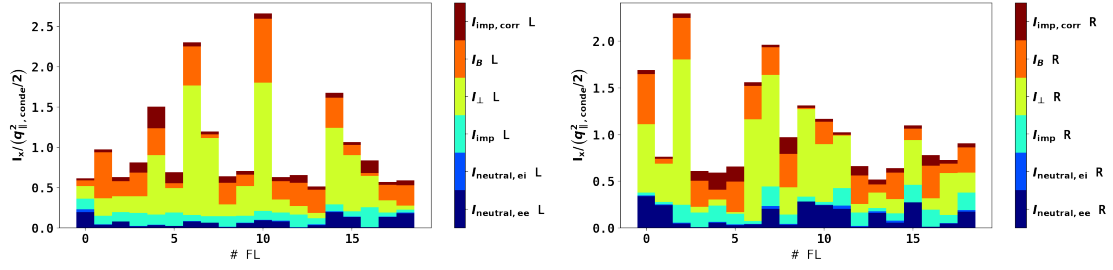 2.5
2.0
1.5
1.0
0.5
0.0
I_x/(q²_∥,conde/2)
0 5 10 15
# FL
I_imp,corr L
I_B L
I_⊥ L
I_imp L
I_neutral,ei L
I_neutral,ee L
2.0
1.5
1.0
0.5
0.0
I_x/(q²_∥,conde/2)
0 5 10 15
# FL
I_imp,corr R
I_B R
I_⊥ R
I_imp R
I_neutral,ei R
I_neutral,ee R